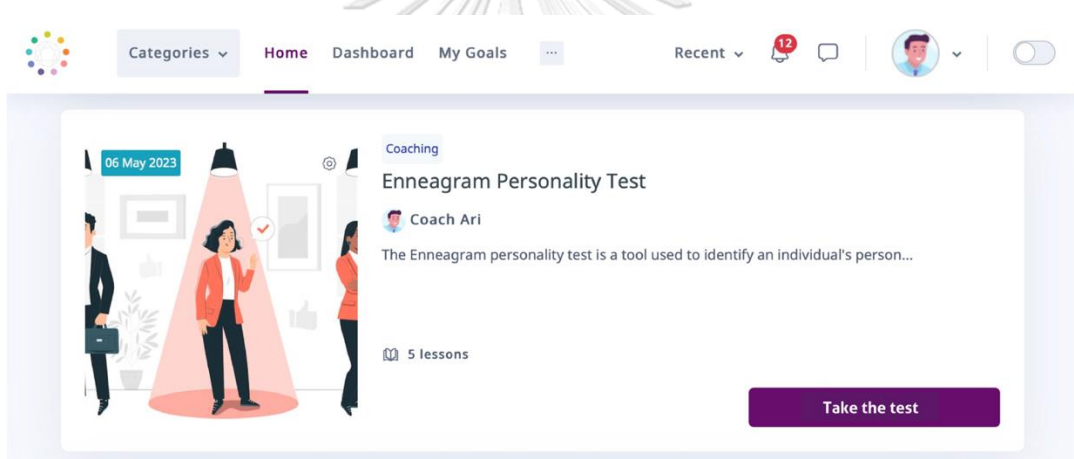 Categories Home Dashboard My Goals ... Recent 12
06 May 2023
Coaching
Enneagram Personality Test
Coach Ari
The Enneagram personality test is a tool used to identify an individual's person...
5 lessons
Take the test